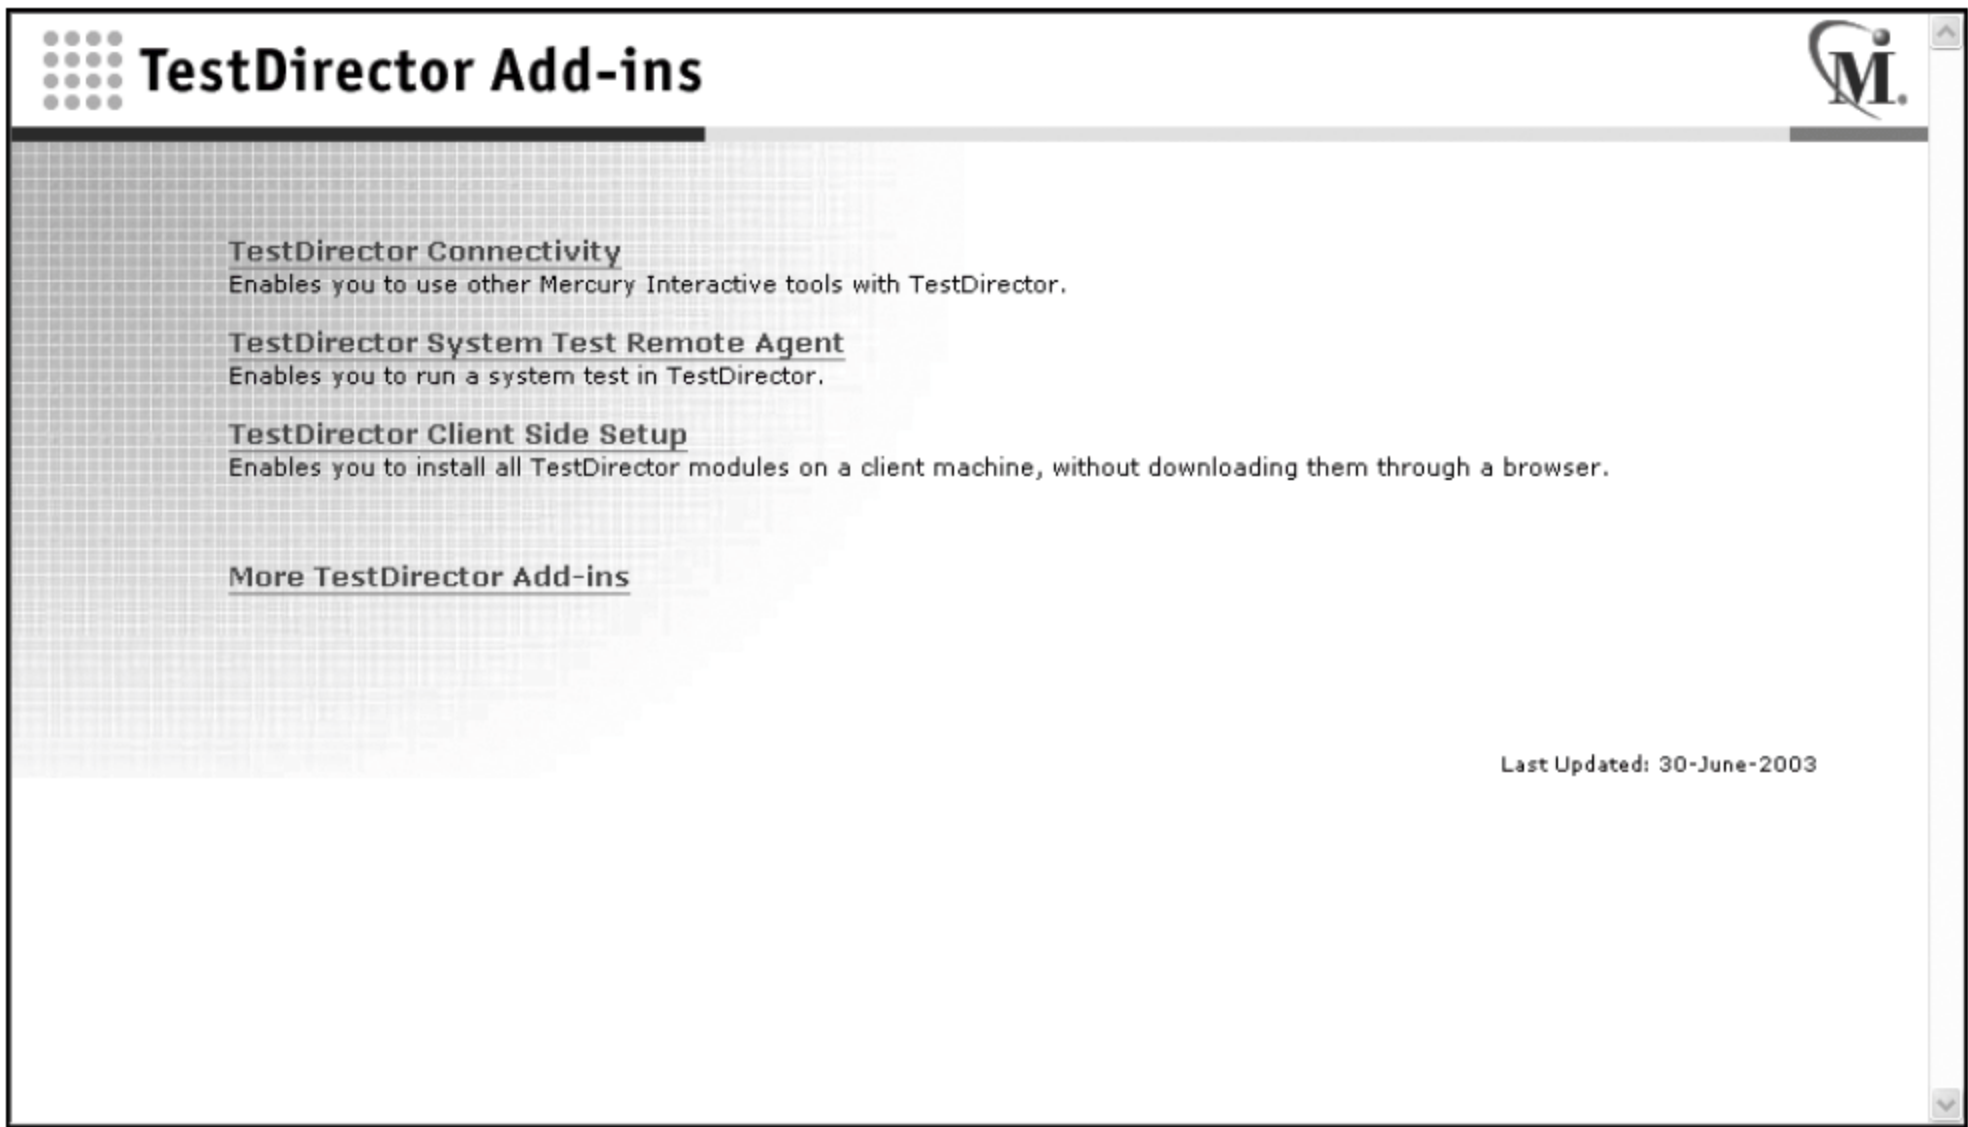 TestDirector Add-ins
M.
TestDirector Connectivity
Enables you to use other Mercury Interactive tools with TestDirector.
TestDirector System Test Remote Agent
Enables you to run a system test in TestDirector.
TestDirector Client Side Setup
Enables you to install all TestDirector modules on a client machine, without downloading them through a browser.
More TestDirector Add-ins
Last Updated: 30-June-2003